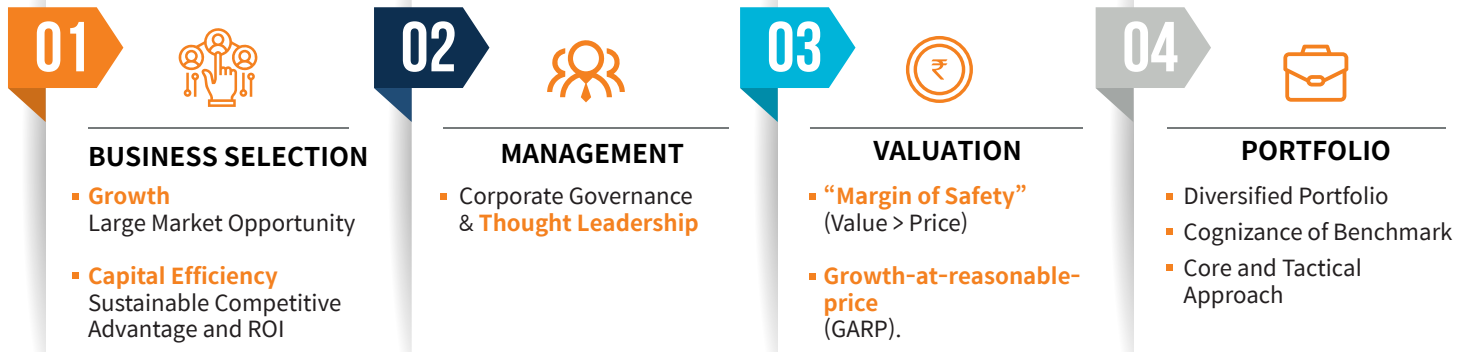 01
BUSINESS SELECTION
Growth
Large Market Opportunity
Capital Efficiency
Sustainable Competitive
Advantage and ROI
02
MANAGEMENT
Corporate Governance
& Thought Leadership
03
₹
VALUATION
“Margin of Safety”
(Value > Price)
Growth-at-reasonable-
price
(GARP).
04
PORTFOLIO
Diversified Portfolio
Cognizance of Benchmark
Core and Tactical
Approach